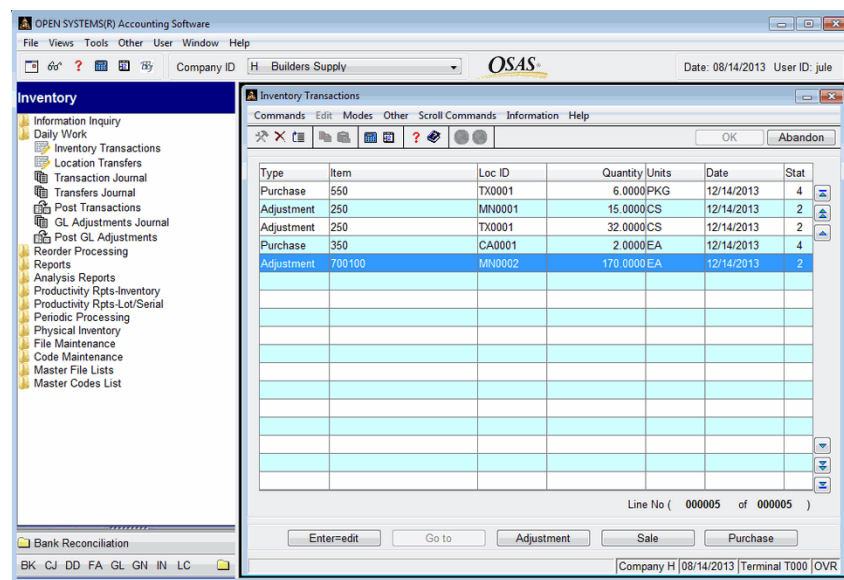 OPEN SYSTEMS(R) Accounting Software
File Views Tools Other User Window Help
Company ID H Builders Supply OSAS Date: 08/14/2013 User ID: jule
Inventory
Information Inquiry
Daily Work
Inventory Transactions
Location Transfers
Transaction Journal
Transfers Journal
Post Transactions
GL Adjustments Journal
Post GL Adjustments
Reorder Processing
Reports
Analysis Reports
Productivity Rpts-Inventory
Productivity Rpts-Lot/Serial
Periodic Processing
Physical Inventory
File Maintenance
Code Maintenance
Master File Lists
Master Codes List
Bank Reconciliation
BK CJ DD FA GL GN IN LC
Inventory Transactions
Commands Edit Modes Other Scroll Commands Information Help
OK Abandon
Type Item Loc ID Quantity Units Date Stat
Purchase 550 TX0001 6.0000 PKG 12/14/2013 4
Adjustment 250 MN0001 15.0000 CS 12/14/2013 2
Adjustment 250 TX0001 32.0000 CS 12/14/2013 2
Purchase 350 CA0001 2.0000 EA 12/14/2013 4
Adjustment 700100 MN0002 170.0000 EA 12/14/2013 2
Line No ( 000005 of 000005 )
Enter=edit Go to Adjustment Sale Purchase
Company H 08/14/2013 Terminal T000 OVR